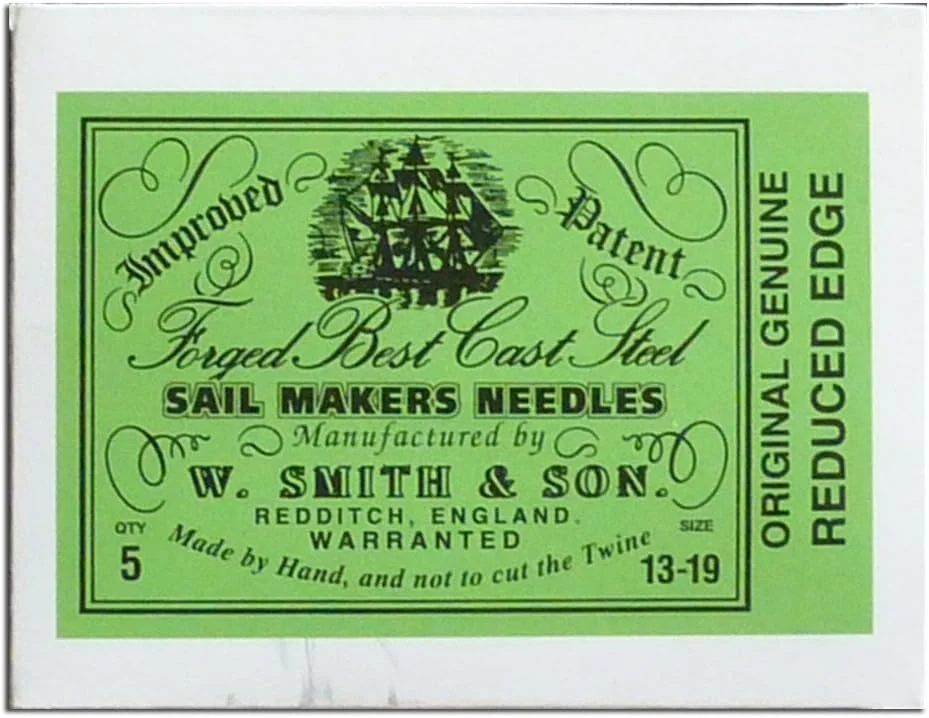 Improved
Patent
Forged Best Cast Steel
SAIL MAKERS NEEDLES
Manufactured by
W. SMITH & SON.
REDDITCH, ENGLAND.
WARRANTED
Made by Hand, and not to cut the Twine
QTY
5
SIZE
13-19
ORIGINAL GENUINE
REDUCED EDGE